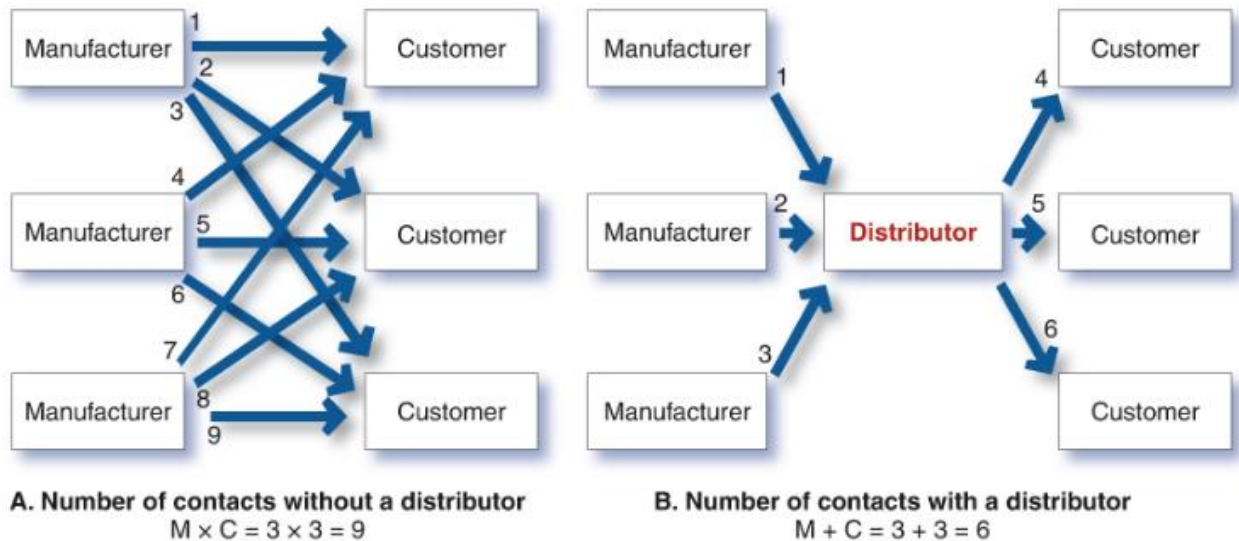 1
Manufacturer
Customer
2
3
4
Manufacturer
5
Customer
6
7
Manufacturer
8
Customer
9
A. Number of contacts without a distributor
M × C = 3 × 3 = 9
Manufacturer
1
4
Customer
2
5
Manufacturer
Distributor
Customer
3
6
Manufacturer
Customer
B. Number of contacts with a distributor
M + C = 3 + 3 = 6